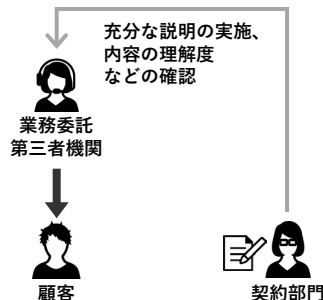 充分な説明の実施、
内容の理解度
などの確認
業務委託
第三者機関
顧客
契約部門